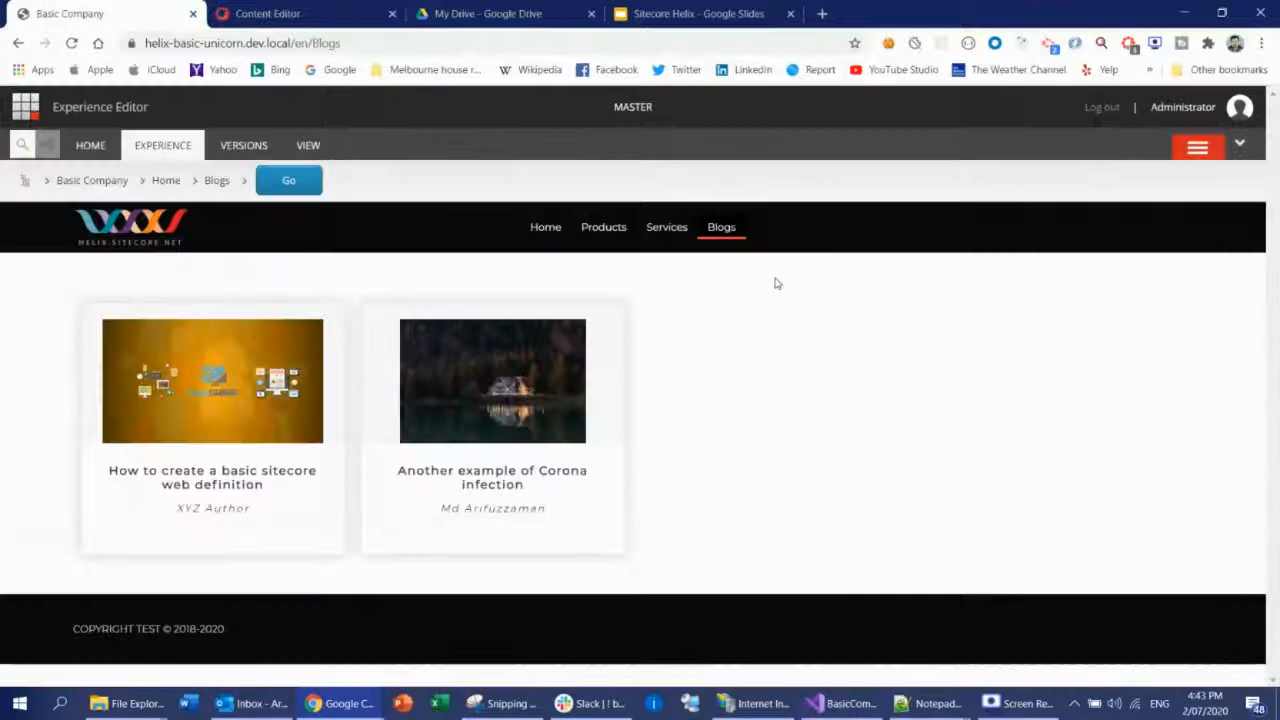 Basic Company
Content Editor
My Drive - Google Drive
Sitecore Helix - Google Slides
helix-basic-unicorn.dev.local/en/Blogs
Apps
Apple
iCloud
Yahoo
Bing
Google
Melbourne house r...
Wikipedia
Facebook
Twitter
LinkedIn
Report
YouTube Studio
The Weather Channel
Yelp
»
Other bookmarks
Experience Editor
MASTER
Log out
|
Administrator
HOME
EXPERIENCE
VERSIONS
VIEW
Basic Company
Home
Blogs
Go
HELIX.SITECORE.NET
Home
Products
Services
Blogs
How to create a basic sitecore
web definition
XYZ Author
Another example of Corona
infection
Md Arifuzzaman
COPYRIGHT TEST © 2018-2020
File Explor...
Inbox - Ar...
Google C...
Snipping ...
Slack | ! b...
Internet In...
BasicCom...
Notepad...
Screen Re...
ENG
4:43 PM
2/07/2020
48